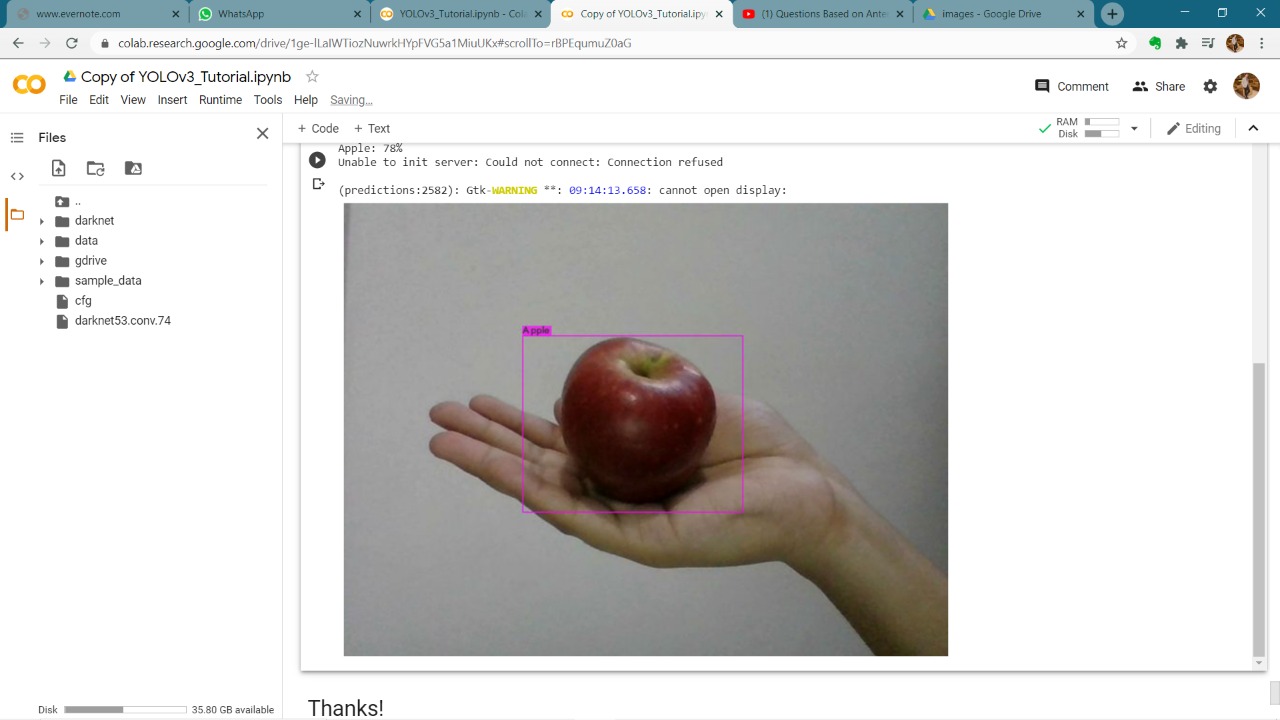 www.evernote.com
WhatsApp
YOLOv3_Tutorial.ipynb - Cola
Copy of YOLOv3_Tutorial.ipy
(1) Questions Based on Ante
images - Google Drive
colab.research.google.com/drive/1ge-ILaIWTiozNuwrkHYpFVG5a1MiuUKx#scrollTo=rBPEqumuZ0aG
CO
Copy of YOLOv3_Tutorial.ipynb
Comment
Share
File Edit View Insert Runtime Tools Help Saving...
Files
+ Code + Text
RAM
Disk
Editing
Apple: 78%
Unable to init server: Could not connect: Connection refused
(predictions:2582): Gtk-WARNING **: 09:14:13.658: cannot open display:
..
darknet
data
gdrive
sample_data
cfg
darknet53.conv.74
Apple
Disk
35.80 GB available
Thanks!